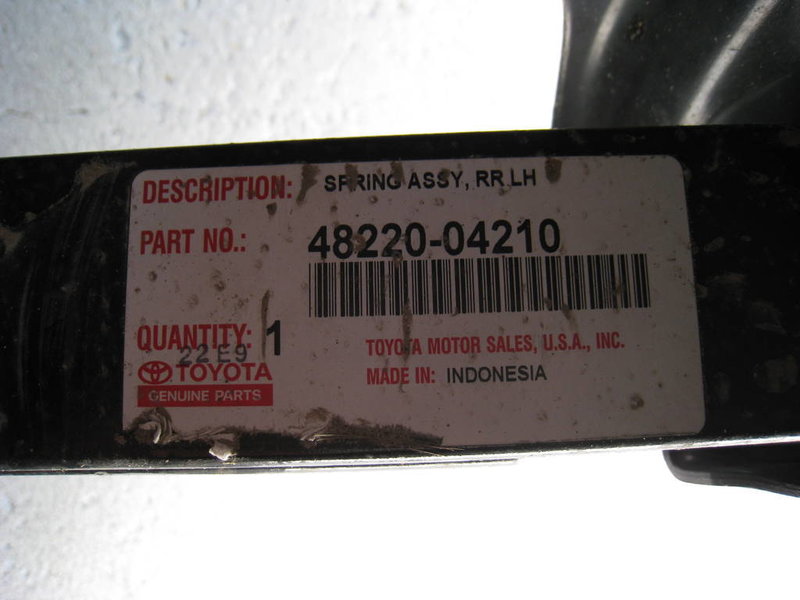 DESCRIPTION: SPRING ASSY, RR LH
PART NO.: 48220-04210
QUANTITY: 1
22E9
TOYOTA
GENUINE PARTS
TOYOTA MOTOR SALES, U.S.A., INC.
MADE IN: INDONESIA